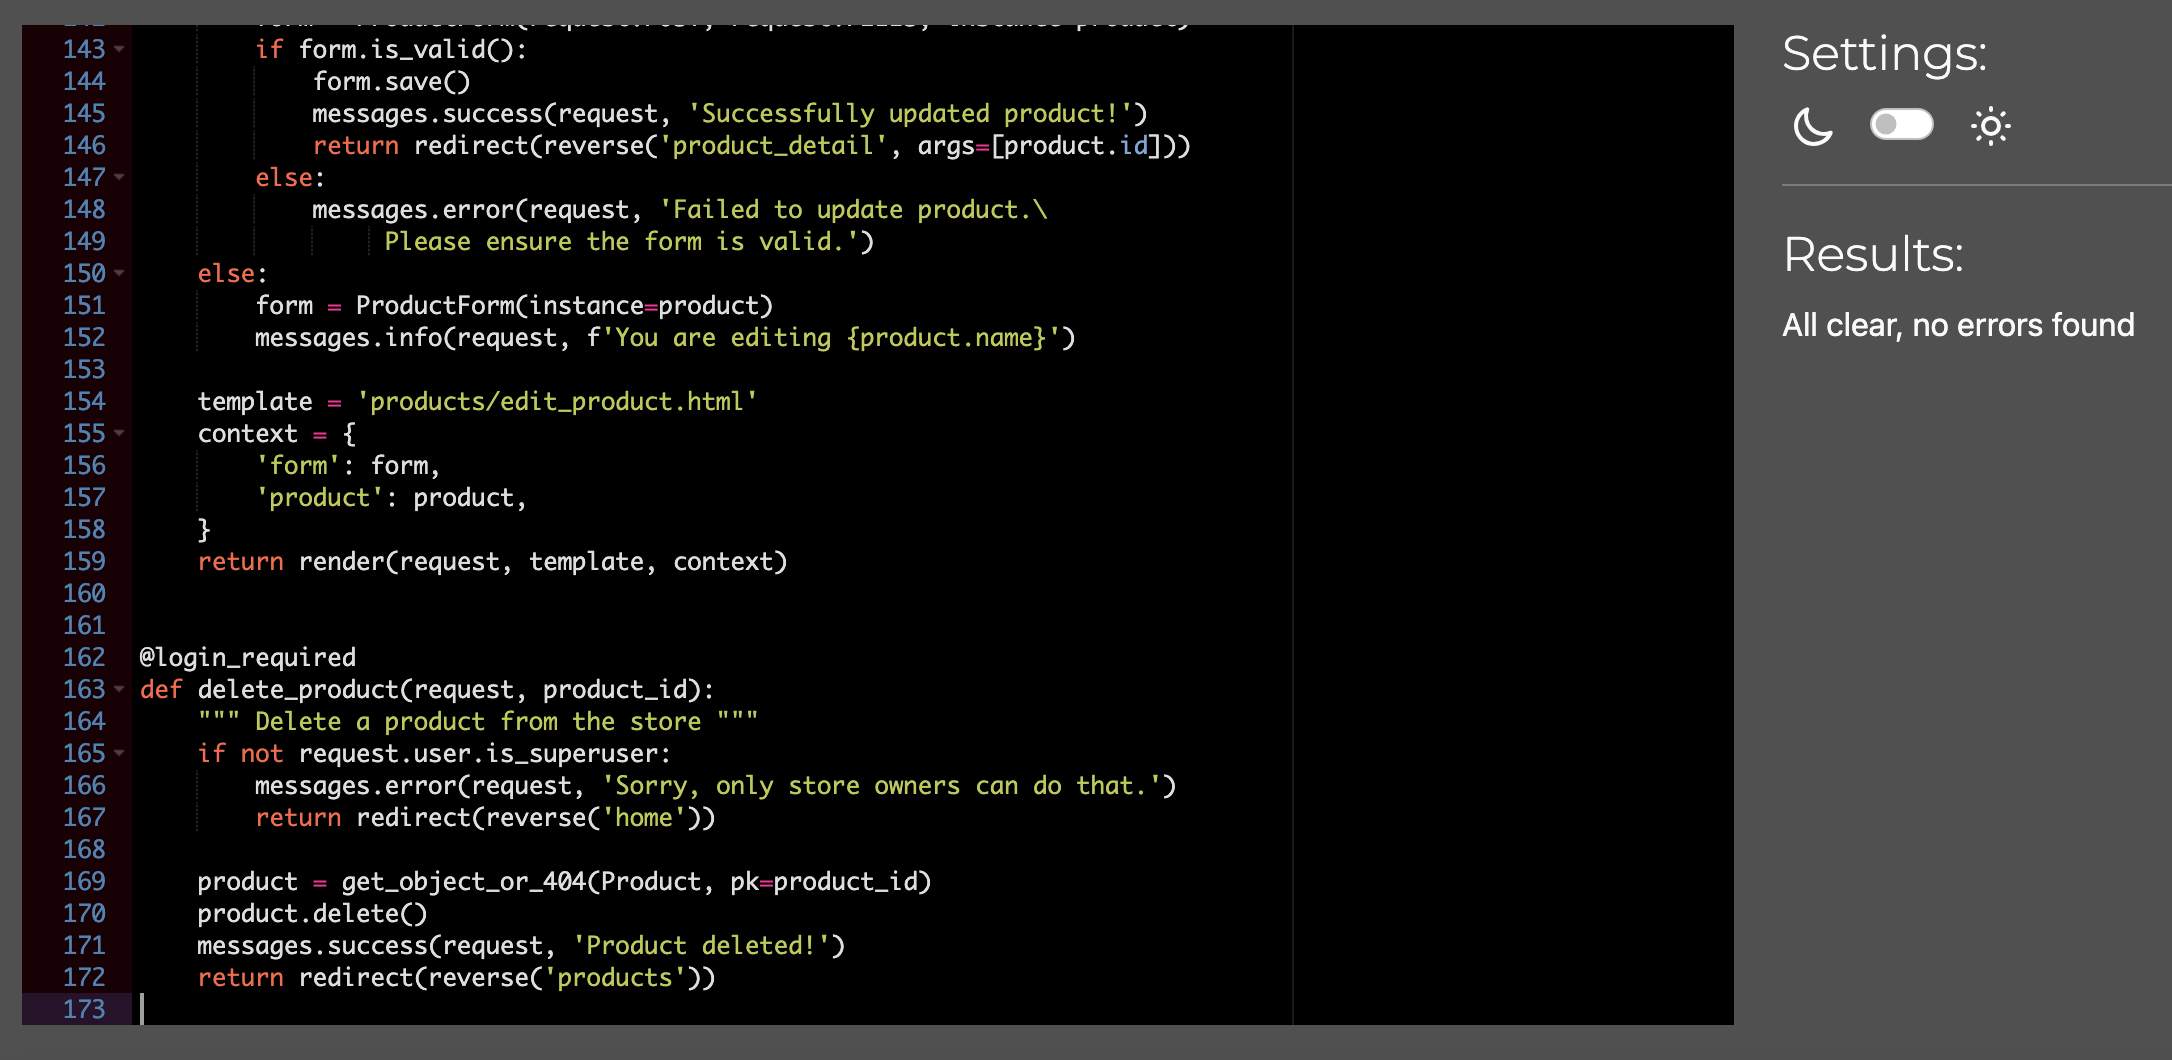 143 if form.is_valid():
144 form.save()
145 messages.success(request, 'Successfully updated product!')
146 return redirect(reverse('product_detail', args=[product.id]))
147 else:
148 messages.error(request, 'Failed to update product.\
149 Please ensure the form is valid.')
150 else:
151 form = ProductForm(instance=product)
152 messages.info(request, f'You are editing {product.name}')
153
154 template = 'products/edit_product.html'
155 context = {
156 'form': form,
157 'product': product,
158 }
159 return render(request, template, context)
160
161
162 @login_required
163 def delete_product(request, product_id):
164 """ Delete a product from the store """
165 if not request.user.is_superuser:
166 messages.error(request, 'Sorry, only store owners can do that.')
167 return redirect(reverse('home'))
168
169 product = get_object_or_404(Product, pk=product_id)
170 product.delete()
171 messages.success(request, 'Product deleted!')
172 return redirect(reverse('products'))
173
Settings:
Results:
All clear, no errors found